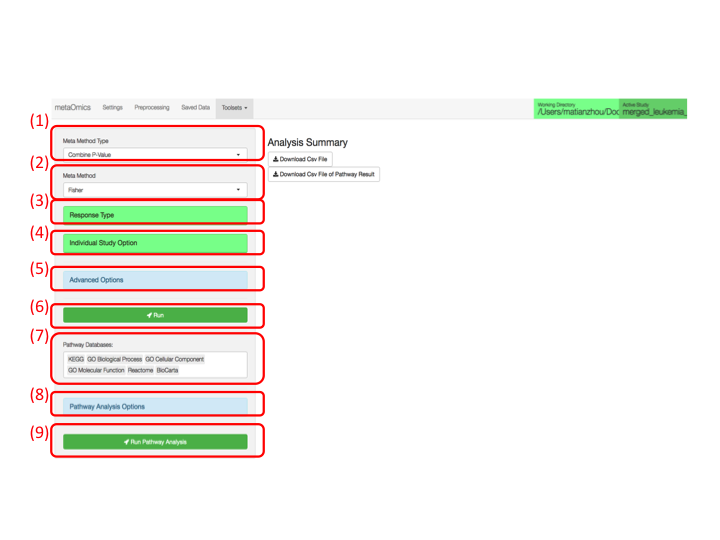 metaOmics Settings Preprocessing Saved Data Toolsets
Working Directory
/Users/matianzhou/Doc
Active Study
merged_leukemia_
(1)
Meta Method Type
Combine P-Value
(2)
Meta Method
Fisher
(3)
Response Type
(4)
Individual Study Option
(5)
Advanced Options
(6)
Run
(7)
Pathway Databases:
KEGG GO Biological Process GO Cellular Component
GO Molecular Function Reactome BioCarta
(8)
Pathway Analysis Options
(9)
Run Pathway Analysis
Analysis Summary
Download Csv File
Download Csv File of Pathway Result